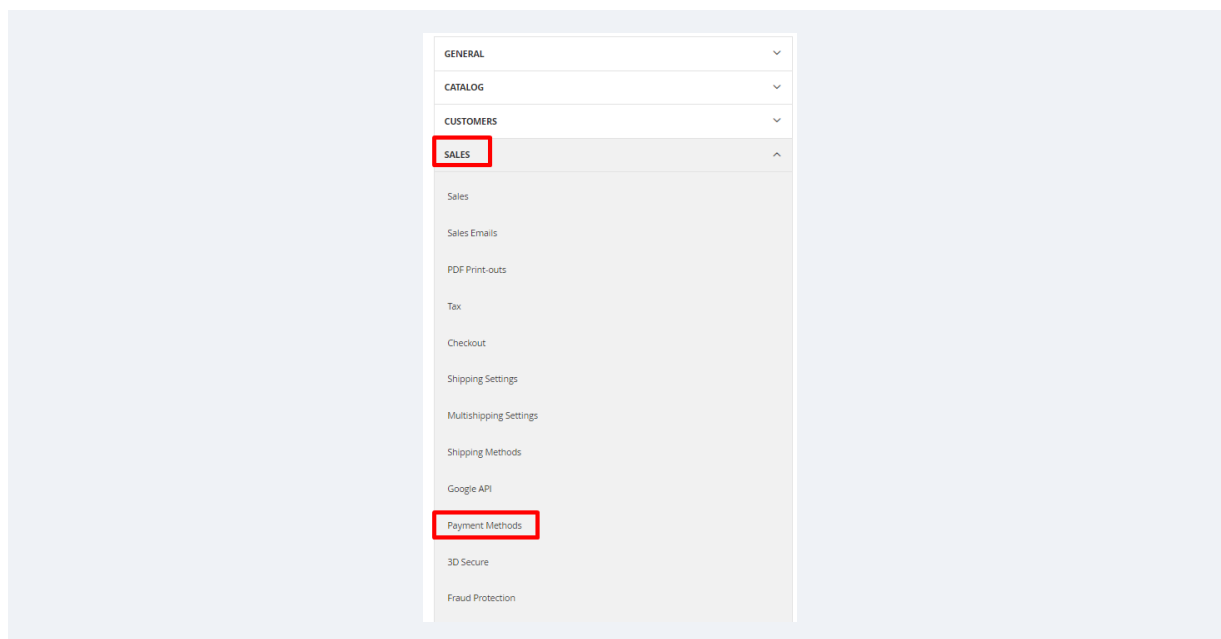 GENERAL
CATALOG
CUSTOMERS
SALES
Sales
Sales Emails
PDF Print-outs
Tax
Checkout
Shipping Settings
Multishipping Settings
Shipping Methods
Google API
Payment Methods
3D Secure
Fraud Protection